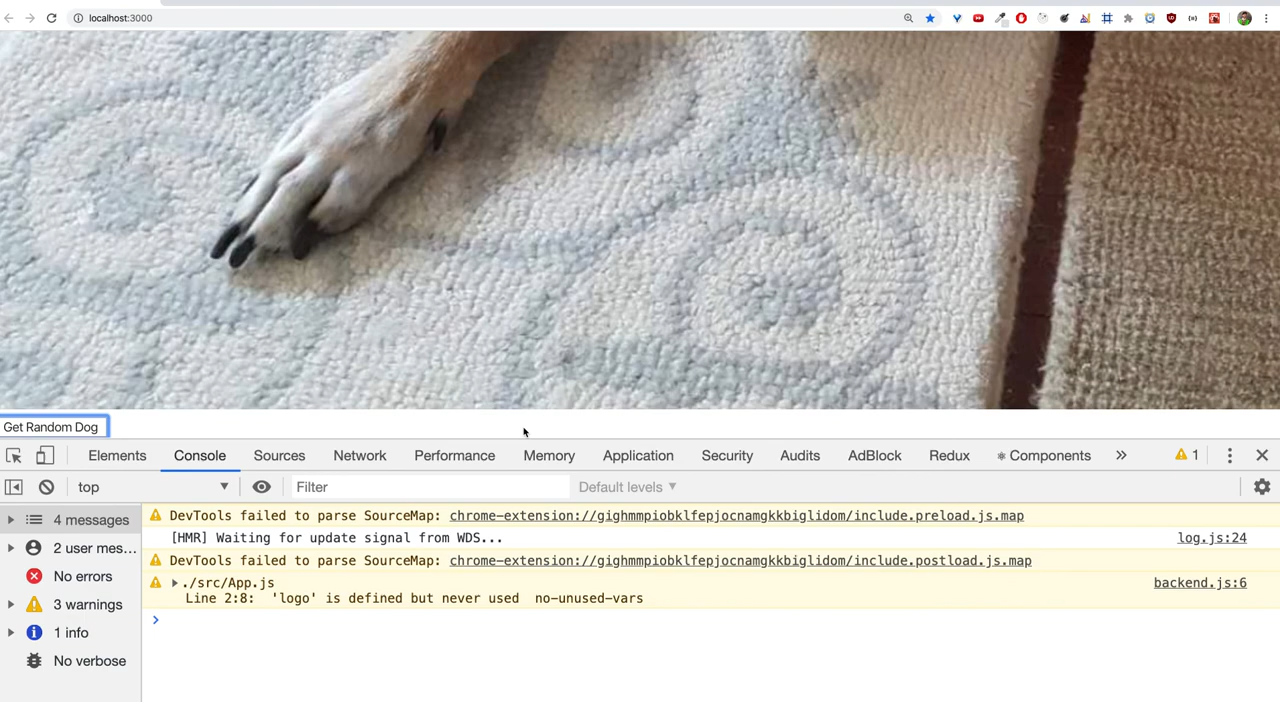 localhost:3000
Get Random Dog
Elements Console Sources Network Performance Memory Application Security Audits AdBlock Redux Components » 1
top Filter Default levels
4 messages
2 user mes...
No errors
3 warnings
1 info
No verbose
DevTools failed to parse SourceMap: chrome-extension://gighmmpiobklfepjocnamgkkbiglidom/include.preload.js.map
[HMR] Waiting for update signal from WDS... log.js:24
DevTools failed to parse SourceMap: chrome-extension://gighmmpiobklfepjocnamgkkbiglidom/include.postload.js.map
./src/App.js backend.js:6
Line 2:8: 'logo' is defined but never used no-unused-vars